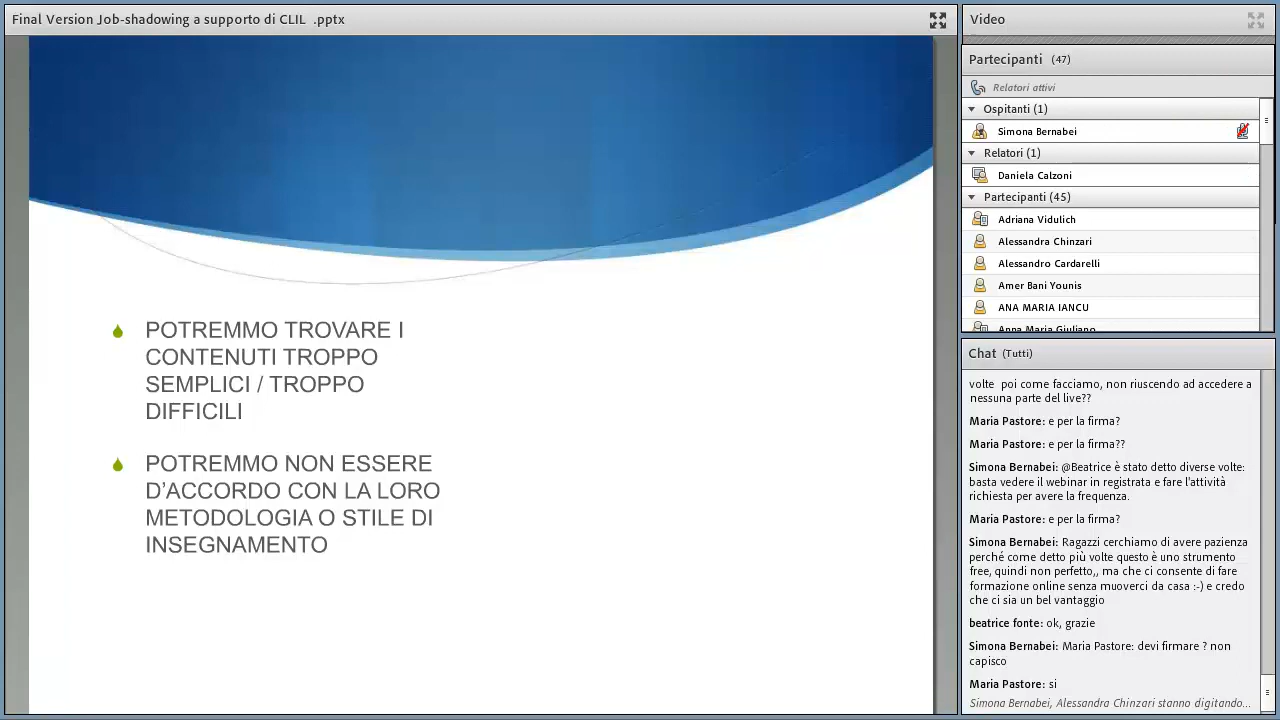 Final Version Job-shadowing a supporto di CLIL .pptx
POTREMMO TROVARE I
CONTENUTI TROPPO
SEMPLICI / TROPPO
DIFFICILI
POTREMMO NON ESSERE
D’ACCORDO CON LA LORO
METODOLOGIA O STILE DI
INSEGNAMENTO
Video
Partecipanti (47)
Relatori attivi
Ospitanti (1)
Simona Bernabei
Relatori (1)
Daniela Calzoni
Partecipanti (45)
Adriana Vidulich
Alessandra Chinzari
Alessandro Cardarelli
Amer Bani Younis
ANA MARIA IANCU
Anna Maria Giuliano
Chat (Tutti)
volte poi come facciamo, non riuscendo ad accedere a
nessuna parte del live??
Maria Pastore: e per la firma?
Maria Pastore: e per la firma??
Simona Bernabei: @Beatrice è stato detto diverse volte:
basta vedere il webinar in registrata e fare l'attività
richiesta per avere la frequenza.
Maria Pastore: e per la firma?
Simona Bernabei: Ragazzi cerchiamo di avere pazienza
perché come detto più volte questo è uno strumento
free, quindi non perfetto,, ma che ci consente di fare
formazione online senza muoverci da casa :-) e credo
che ci sia un bel vantaggio
beatrice fonte: ok, grazie
Simona Bernabei: Maria Pastore: devi firmare ? non
capisco
Maria Pastore: si
Simona Bernabei, Alessandra Chinzari stanno digitando...